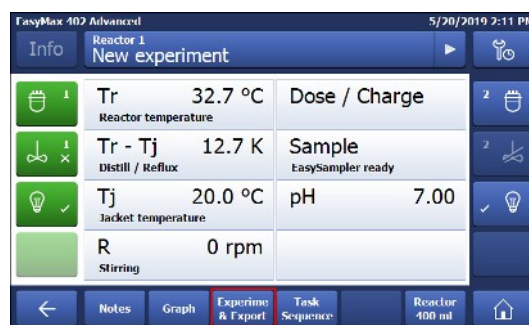 EasyMax 402 Advanced 5/20/2019 2:11 PM
Info
Reactor 1
New experiment
1
Tr 32.7 °C
Reactor temperature
Dose / Charge
2
1
Tr - Tj 12.7 K
Distill / Reflux
Sample
EasySampler ready
2
Tj 20.0 °C
Jacket temperature
pH 7.00
R 0 rpm
Stirring
Notes
Graph
Experime
& Export
Task
Sequence
Reactor
400 ml